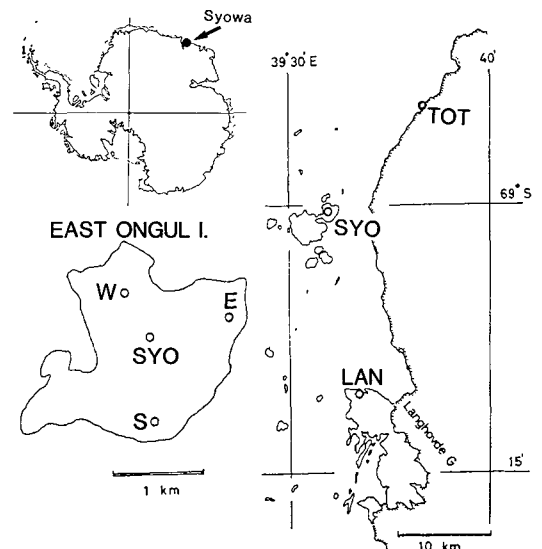 Syowa
39°30'E
40'
TOT
69°S
SYO
EAST ONGUL I.
W
E
SYO
S
LAN
Langhovde G
15'
1 km
10 km